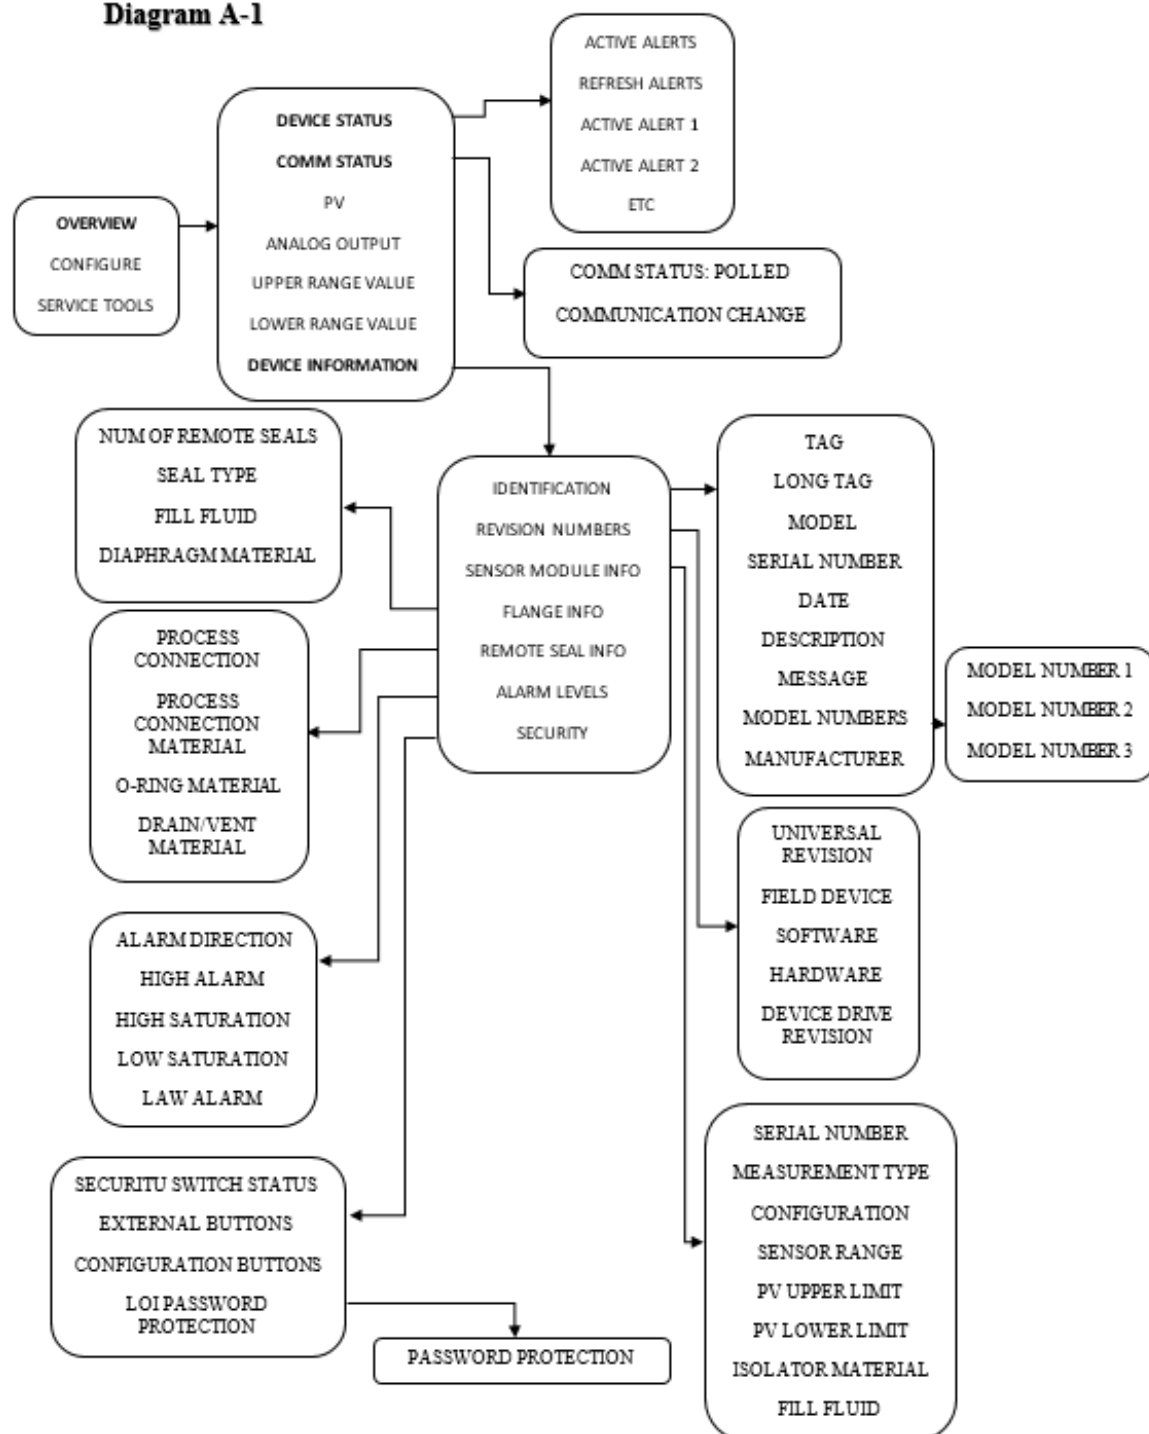 Diagram A-1
ACTIVE ALERTS
REFRESH ALERTS
ACTIVE ALERT 1
ACTIVE ALERT 2
ETC
DEVICE STATUS
COMM STATUS
PV
ANALOG OUTPUT
UPPER RANGE VALUE
LOWER RANGE VALUE
DEVICE INFORMATION
OVERVIEW
CONFIGURE
SERVICE TOOLS
COMM STATUS: POLLED
COMMUNICATION CHANGE
NUM OF REMOTE SEALS
SEAL TYPE
FILL FLUID
DIAPHRAGM MATERIAL
IDENTIFICATION
REVISION NUMBERS
SENSOR MODULE INFO
FLANGE INFO
REMOTE SEAL INFO
ALARM LEVELS
SECURITY
TAG
LONG TAG
MODEL
SERIAL NUMBER
DATE
DESCRIPTION
MESSAGE
MODEL NUMBERS
MANUFACTURER
MODEL NUMBER 1
MODEL NUMBER 2
MODEL NUMBER 3
PROCESS
CONNECTION
PROCESS
CONNECTION
MATERIAL
O-RING MATERIAL
DRAIN/VENT
MATERIAL
UNIVERSAL
REVISION
FIELD DEVICE
SOFTWARE
HARDWARE
DEVICE DRIVE
REVISION
ALARM DIRECTION
HIGH ALARM
HIGH SATURATION
LOW SATURATION
LAW ALARM
SECURITU SWITCH STATUS
EXTERNAL BUTTONS
CONFIGURATION BUTTONS
LOI PASSWORD
PROTECTION
PASSWORD PROTECTION
SERIAL NUMBER
MEASUREMENT TYPE
CONFIGURATION
SENSOR RANGE
PV UPPER LIMIT
PV LOWER LIMIT
ISOLATOR MATERIAL
FILL FLUID